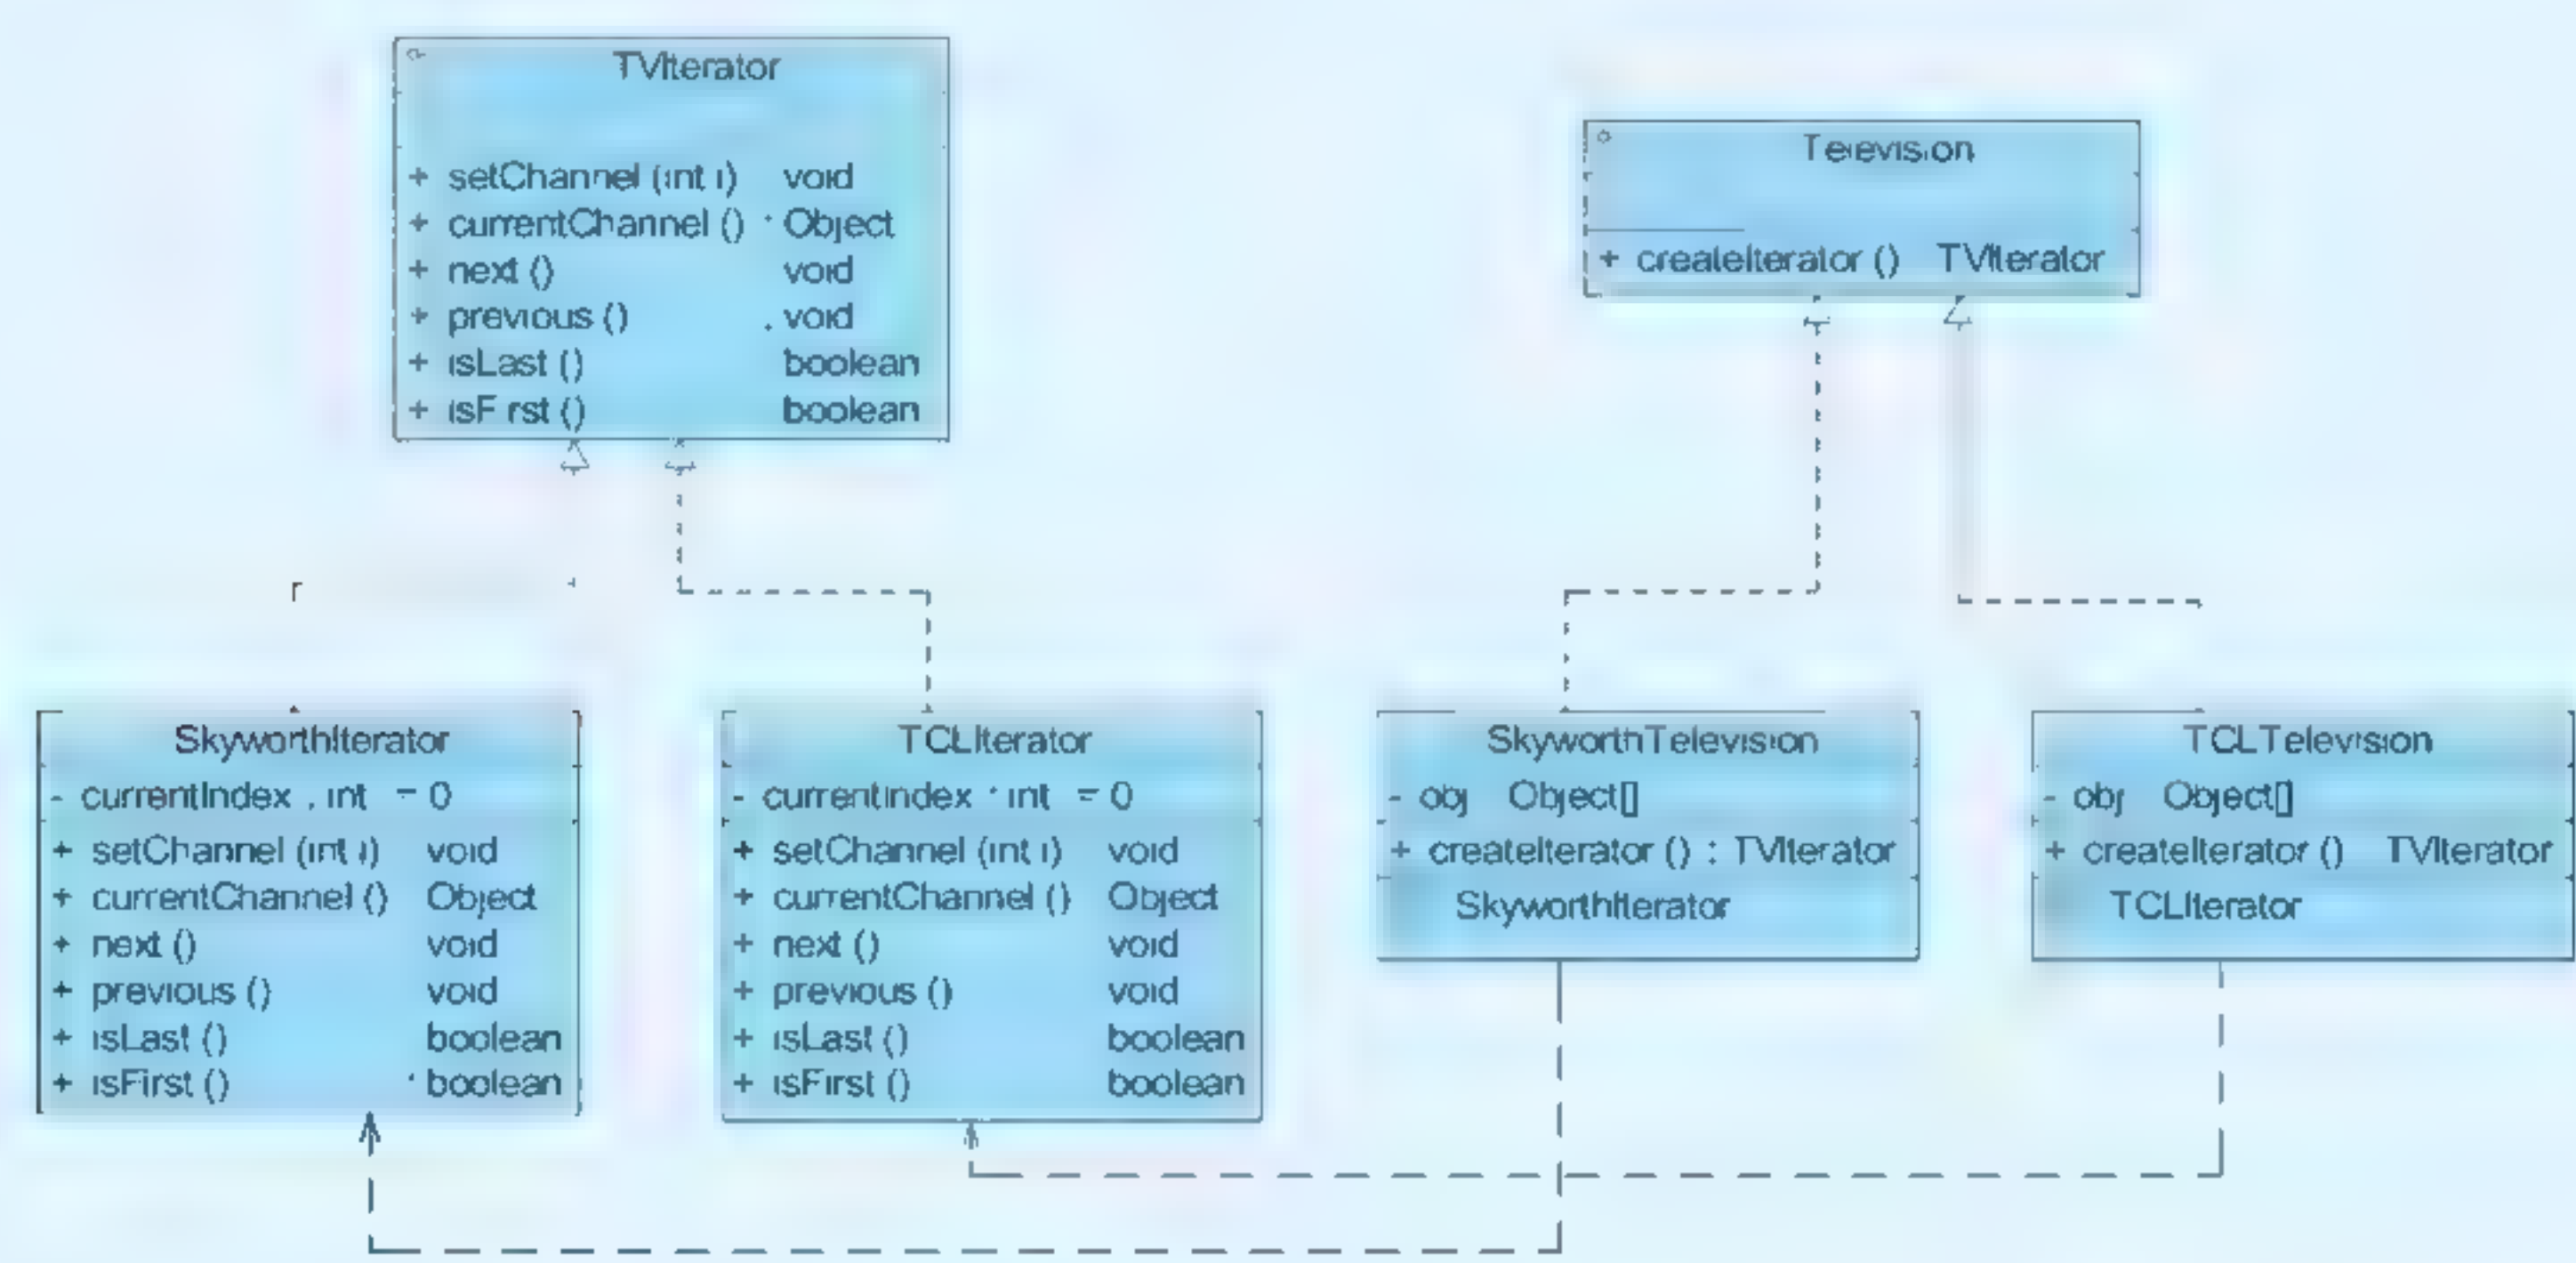 TVIterator
+ setChannel (int i) void
+ currentChannel () : Object
+ next () void
+ previous () : void
+ isLast () boolean
+ isFirst () boolean
Television
+ createIterator () TVIterator
SkyworthIterator
- currentIndex : int = 0
+ setChannel (int i) void
+ currentChannel () Object
+ next () void
+ previous () void
+ isLast () boolean
+ isFirst () : boolean
TCLIterator
- currentIndex : int = 0
+ setChannel (int i) void
+ currentChannel () Object
+ next () void
+ previous () void
+ isLast () boolean
+ isFirst () boolean
SkyworthTelevision
- obj Object[]
+ createIterator () : TVIterator
SkyworthIterator
TCLTelevision
- obj Object[]
+ createIterator () TVIterator
TCLIterator